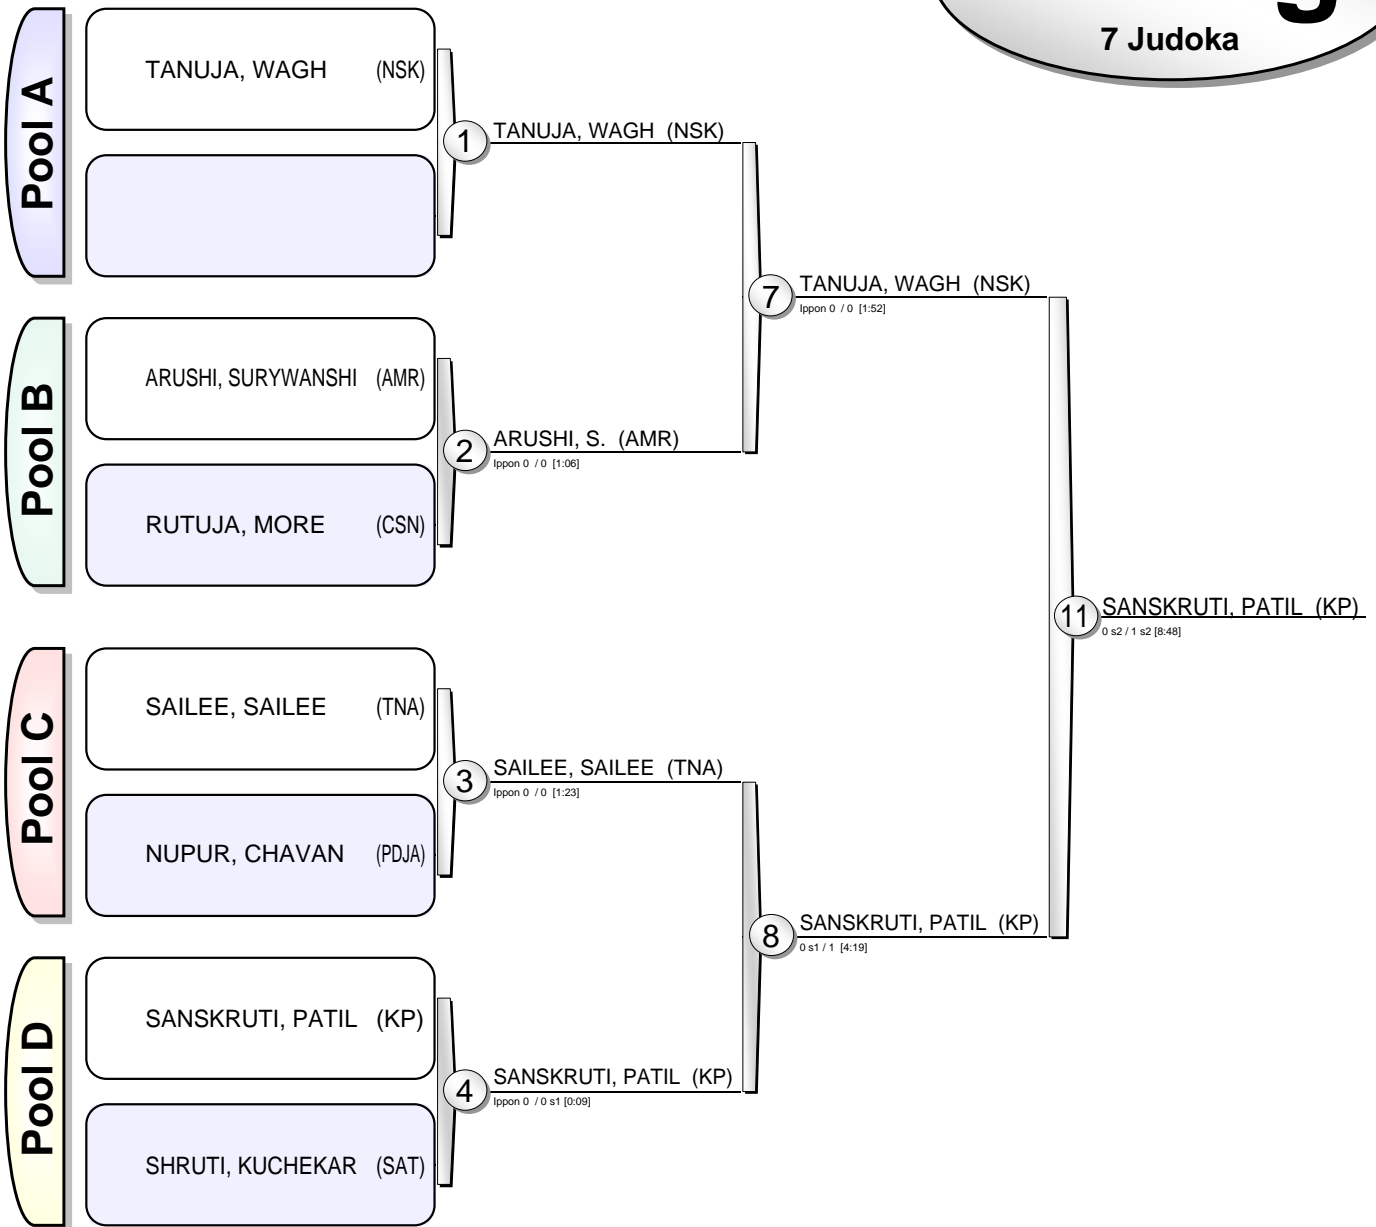 7 Judoka
Pool A
TANUJA, WAGH (NSK)
1 TANUJA, WAGH (NSK)
7 TANUJA, WAGH (NSK)
Ippon 0 / 0 [1:52]
Pool B
ARUSHI, SURYWANSHI (AMR)
2 ARUSHI, S. (AMR)
Ippon 0 / 0 [1:06]
RUTUJA, MORE (CSN)
11 SANSKRUTI, PATIL (KP)
0 s2 / 1 s2 [8:48]
Pool C
SAILEE, SAILEE (TNA)
3 SAILEE, SAILEE (TNA)
Ippon 0 / 0 [1:23]
NUPUR, CHAVAN (PDJA)
8 SANSKRUTI, PATIL (KP)
0 s1 / 1 [4:19]
Pool D
SANSKRUTI, PATIL (KP)
4 SANSKRUTI, PATIL (KP)
Ippon 0 / 0 s1 [0:09]
SHRUTI, KUCHEKAR (SAT)